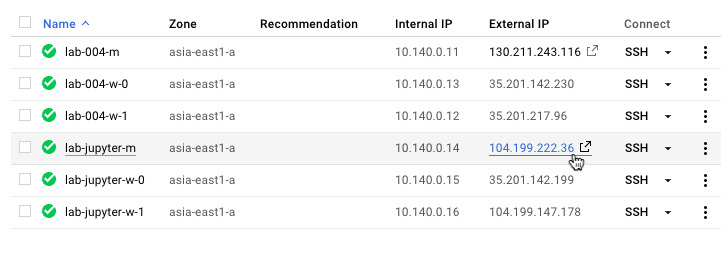 Name Zone Recommendation Internal IP External IP Connect
lab-004-m asia-east1-a 10.140.0.11 130.211.243.116 SSH
lab-004-w-0 asia-east1-a 10.140.0.13 35.201.142.230 SSH
lab-004-w-1 asia-east1-a 10.140.0.12 35.201.217.96 SSH
lab-jupyter-m asia-east1-a 10.140.0.14 104.199.222.36 SSH
lab-jupyter-w-0 asia-east1-a 10.140.0.15 35.201.142.199 SSH
lab-jupyter-w-1 asia-east1-a 10.140.0.16 104.199.147.178 SSH